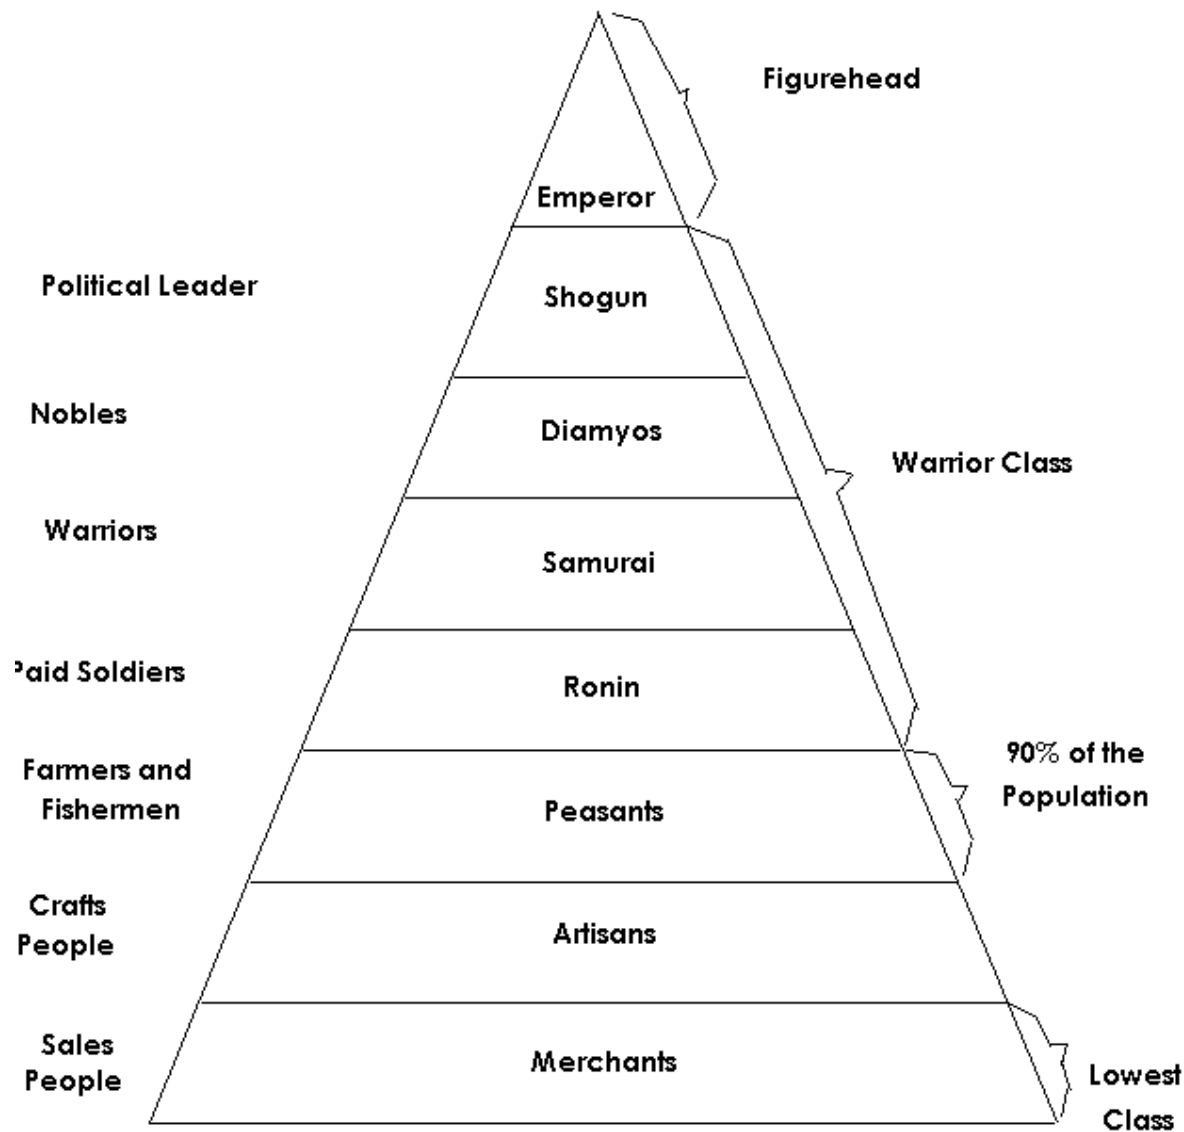 Figurehead
Emperor
Political Leader
Shogun
Nobles
Diamyos
Warrior Class
Warriors
Samurai
Paid Soldiers
Ronin
90% of the
Population
Farmers and
Fishermen
Peasants
Crafts
People
Artisans
Sales
People
Merchants
Lowest
Class